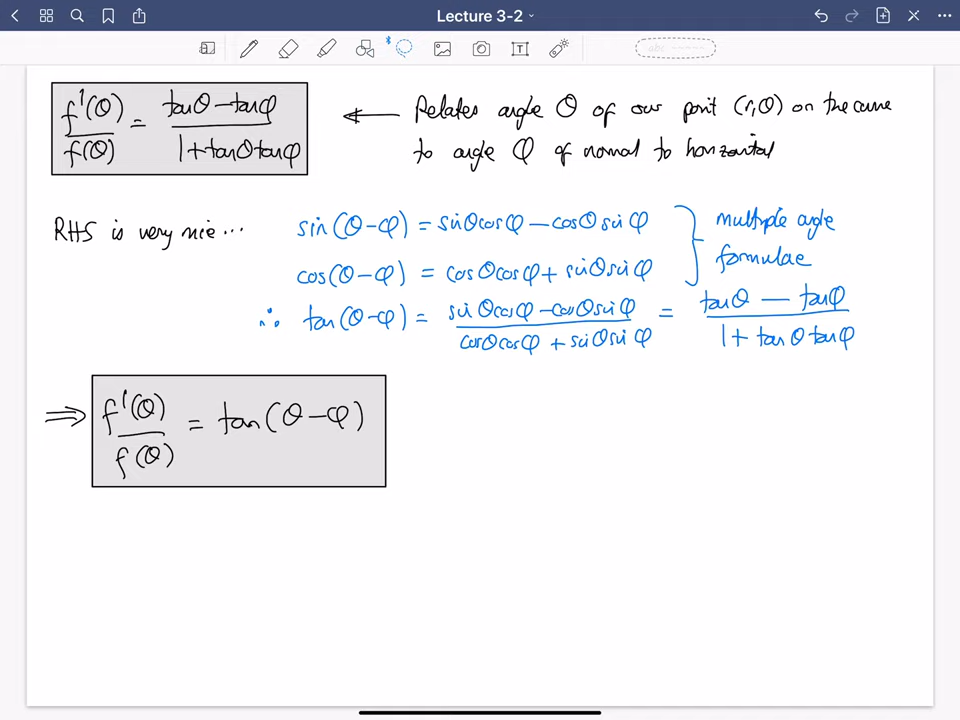 Lecture 3-2
f'(θ)/f(θ) = (tanθ − tanφ)/(1 + tanθ tanφ) ⟵ Relates angle θ of our point (r,θ) on the curve
to angle φ of normal to horizontal
RHS is very nice... sin(θ−φ) = sinθcosφ − cosθ sinφ } multiple angle
cos(θ−φ) = cosθcosφ + sinθsinφ formulae
∴ tan(θ−φ) = (sinθcosφ − cosθsinφ)/(cosθcosφ + sinθsinφ) = (tanθ − tanφ)/(1 + tanθ tanφ)
⟹ f'(θ)/f(θ) = tan(θ−φ)